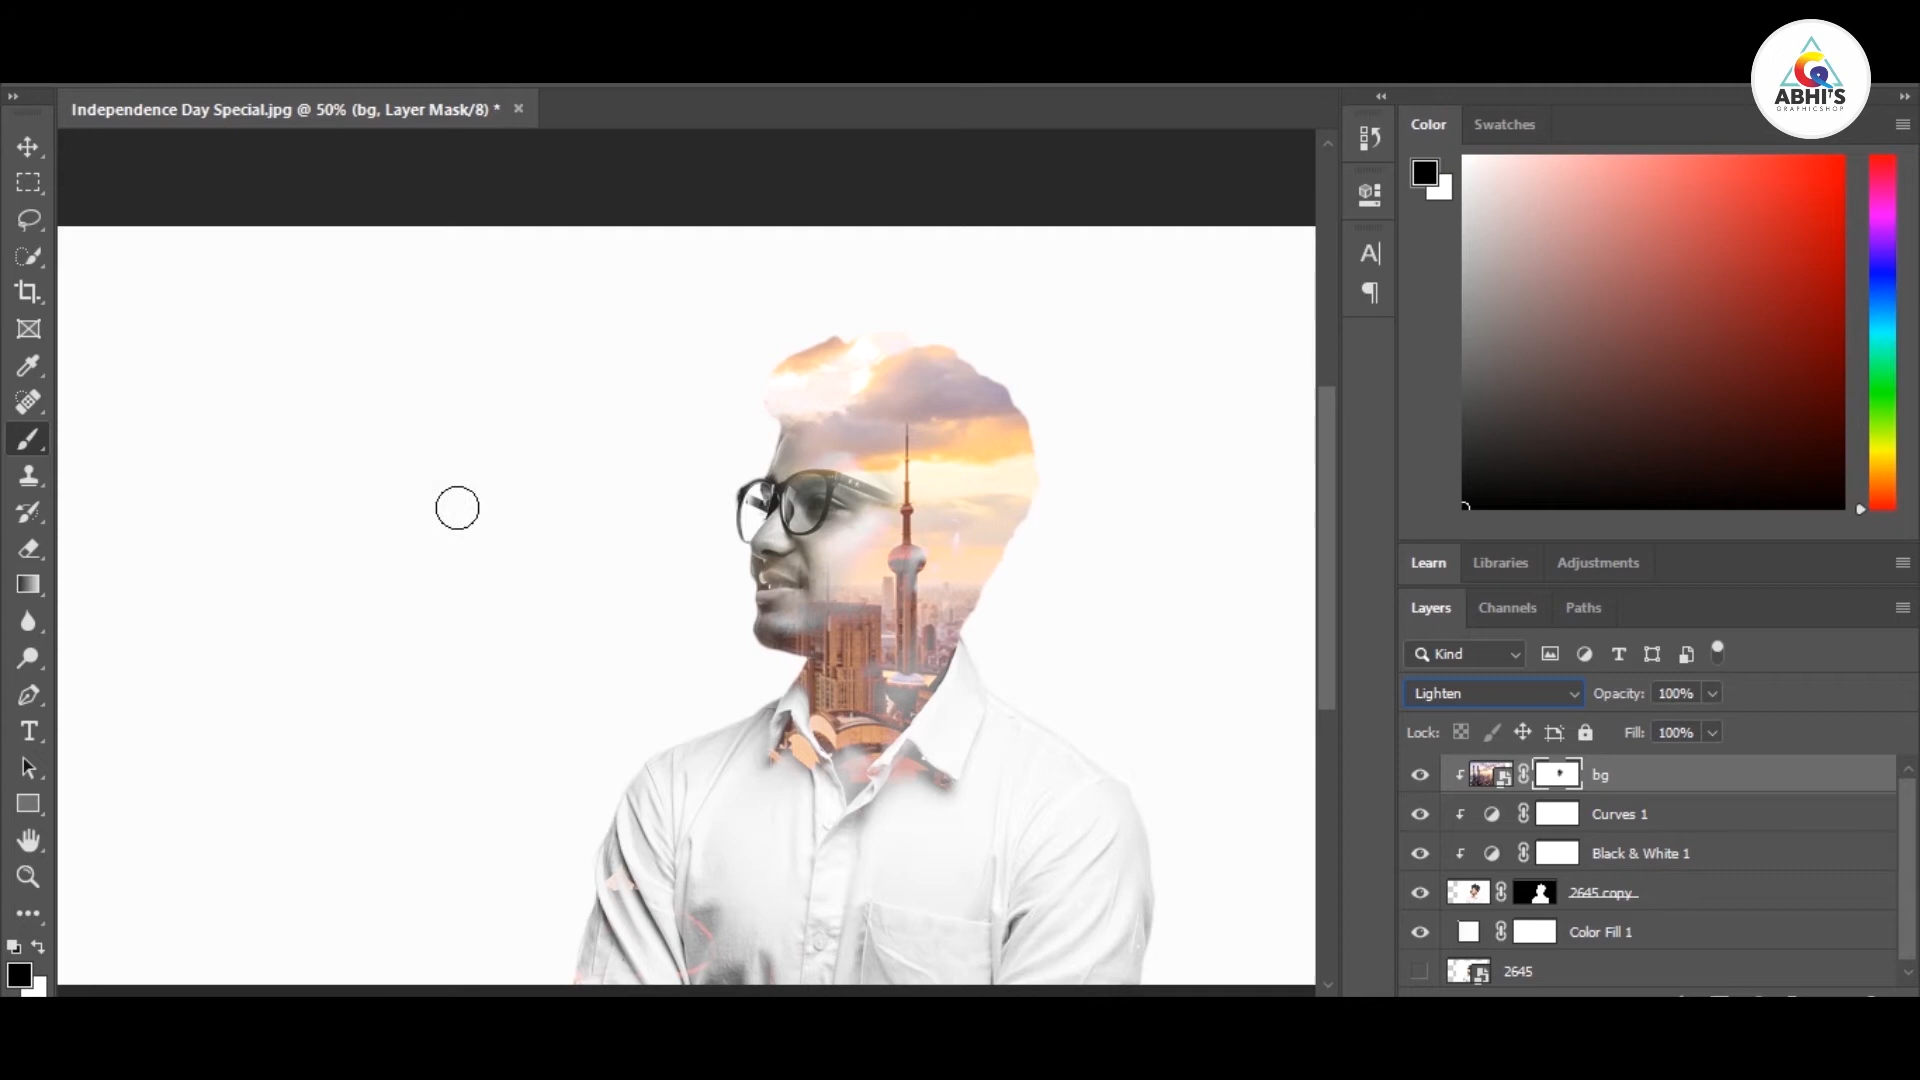 ABHI'S
GRAPHICSHOP
Independence Day Special.jpg @ 50% (bg, Layer Mask/8) *
Color
Swatches
Learn
Libraries
Adjustments
Layers
Channels
Paths
Kind
Lighten
Opacity: 100%
Lock:
Fill: 100%
bg
Curves 1
Black & White 1
2645 copy
Color Fill 1
2645